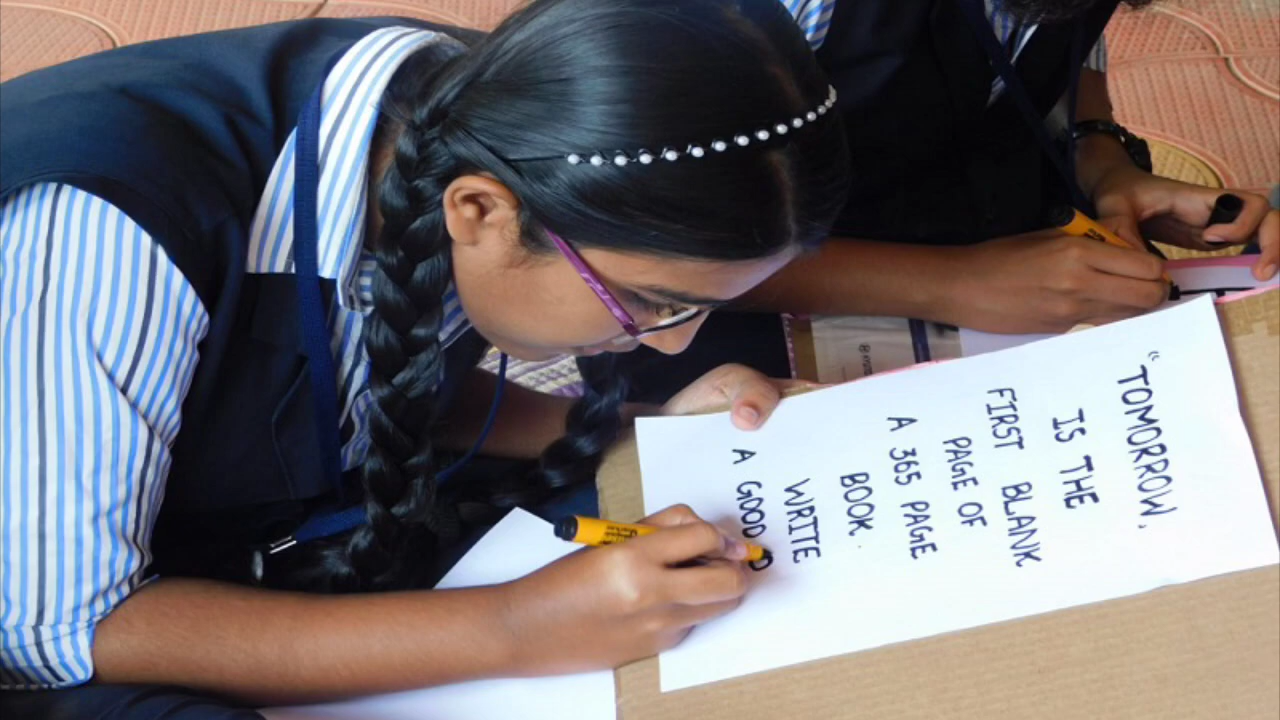 “TOMORROW,
IS THE
FIRST BLANK
PAGE OF
A 365 PAGE
BOOK.
WRITE
A GOOD